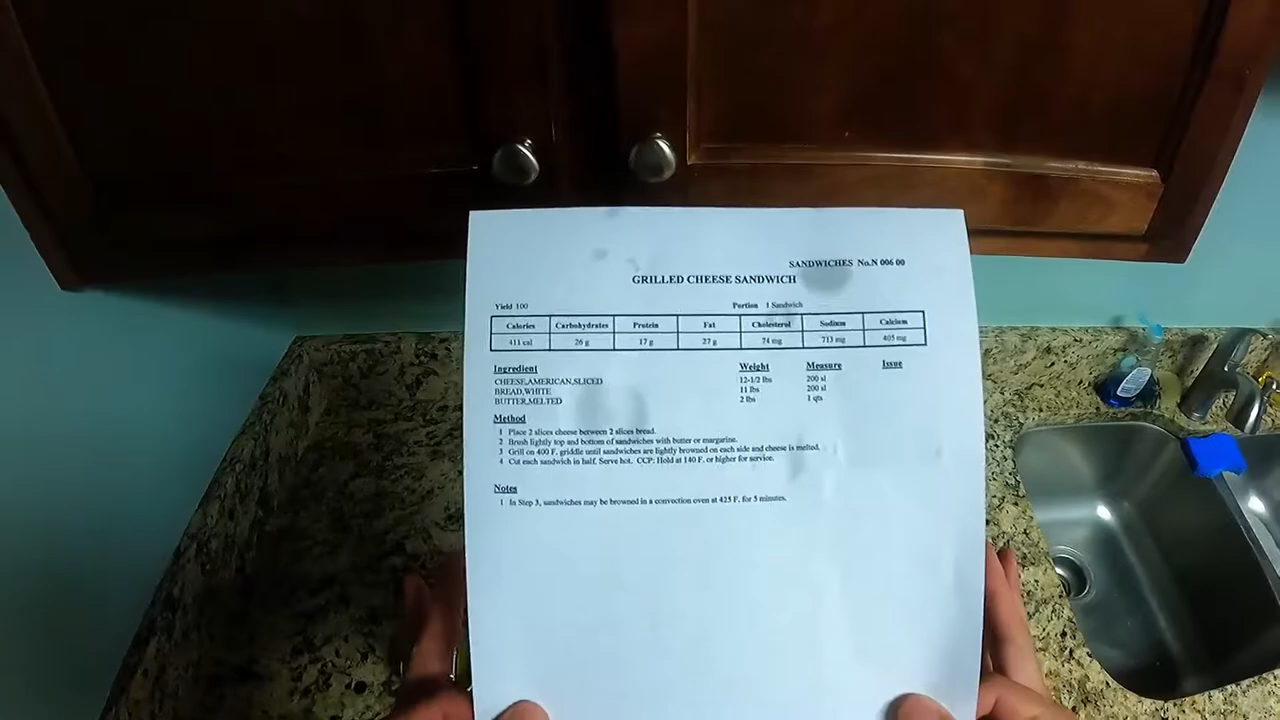 SANDWICHES No.N 006 00
GRILLED CHEESE SANDWICH
Yield 100 Portion 1 Sandwich
Calories Carbohydrates Protein Fat Cholesterol Sodium Calcium
411 cal 26 g 17 g 27 g 74 mg 713 mg 405 mg
Ingredient Weight Measure Issue
CHEESE,AMERICAN,SLICED 12-1/2 lbs 200 sl
BREAD,WHITE 11 lbs 200 sl
BUTTER,MELTED 2 lbs 1 qts
Method
1 Place 2 slices cheese between 2 slices bread.
2 Brush lightly top and bottom of sandwiches with butter or margarine.
3 Grill on 400 F. griddle until sandwiches are lightly browned on each side and cheese is melted.
4 Cut each sandwich in half. Serve hot. CCP: Hold at 140 F. or higher for service.
Notes
1 In Step 3, sandwiches may be browned in a convection oven at 425 F. for 5 minutes.